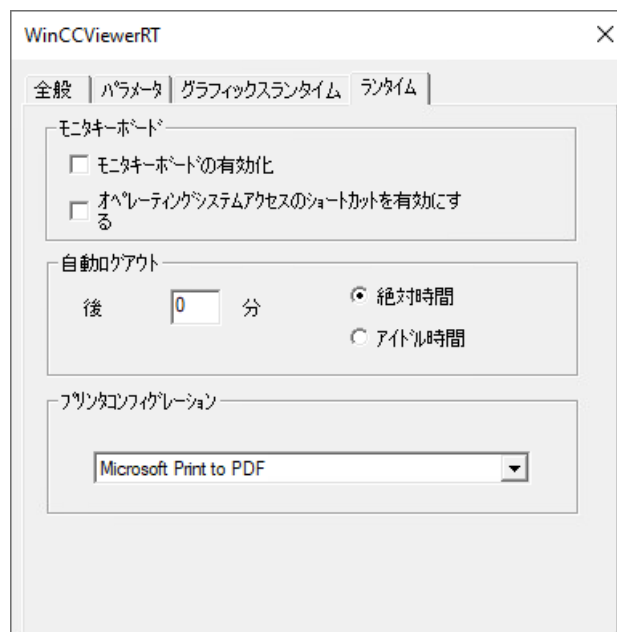 WinCCViewerRT
全般
パラメータ
グラフィックスランタイム
ランタイム
モニタキーボード
モニタキーボードの有効化
オペレーティングシステムアクセスのショートカットを有効にす
る
自動ログアウト
後 0 分
絶対時間
アイドル時間
プリンタコンフィグレーション
Microsoft Print to PDF